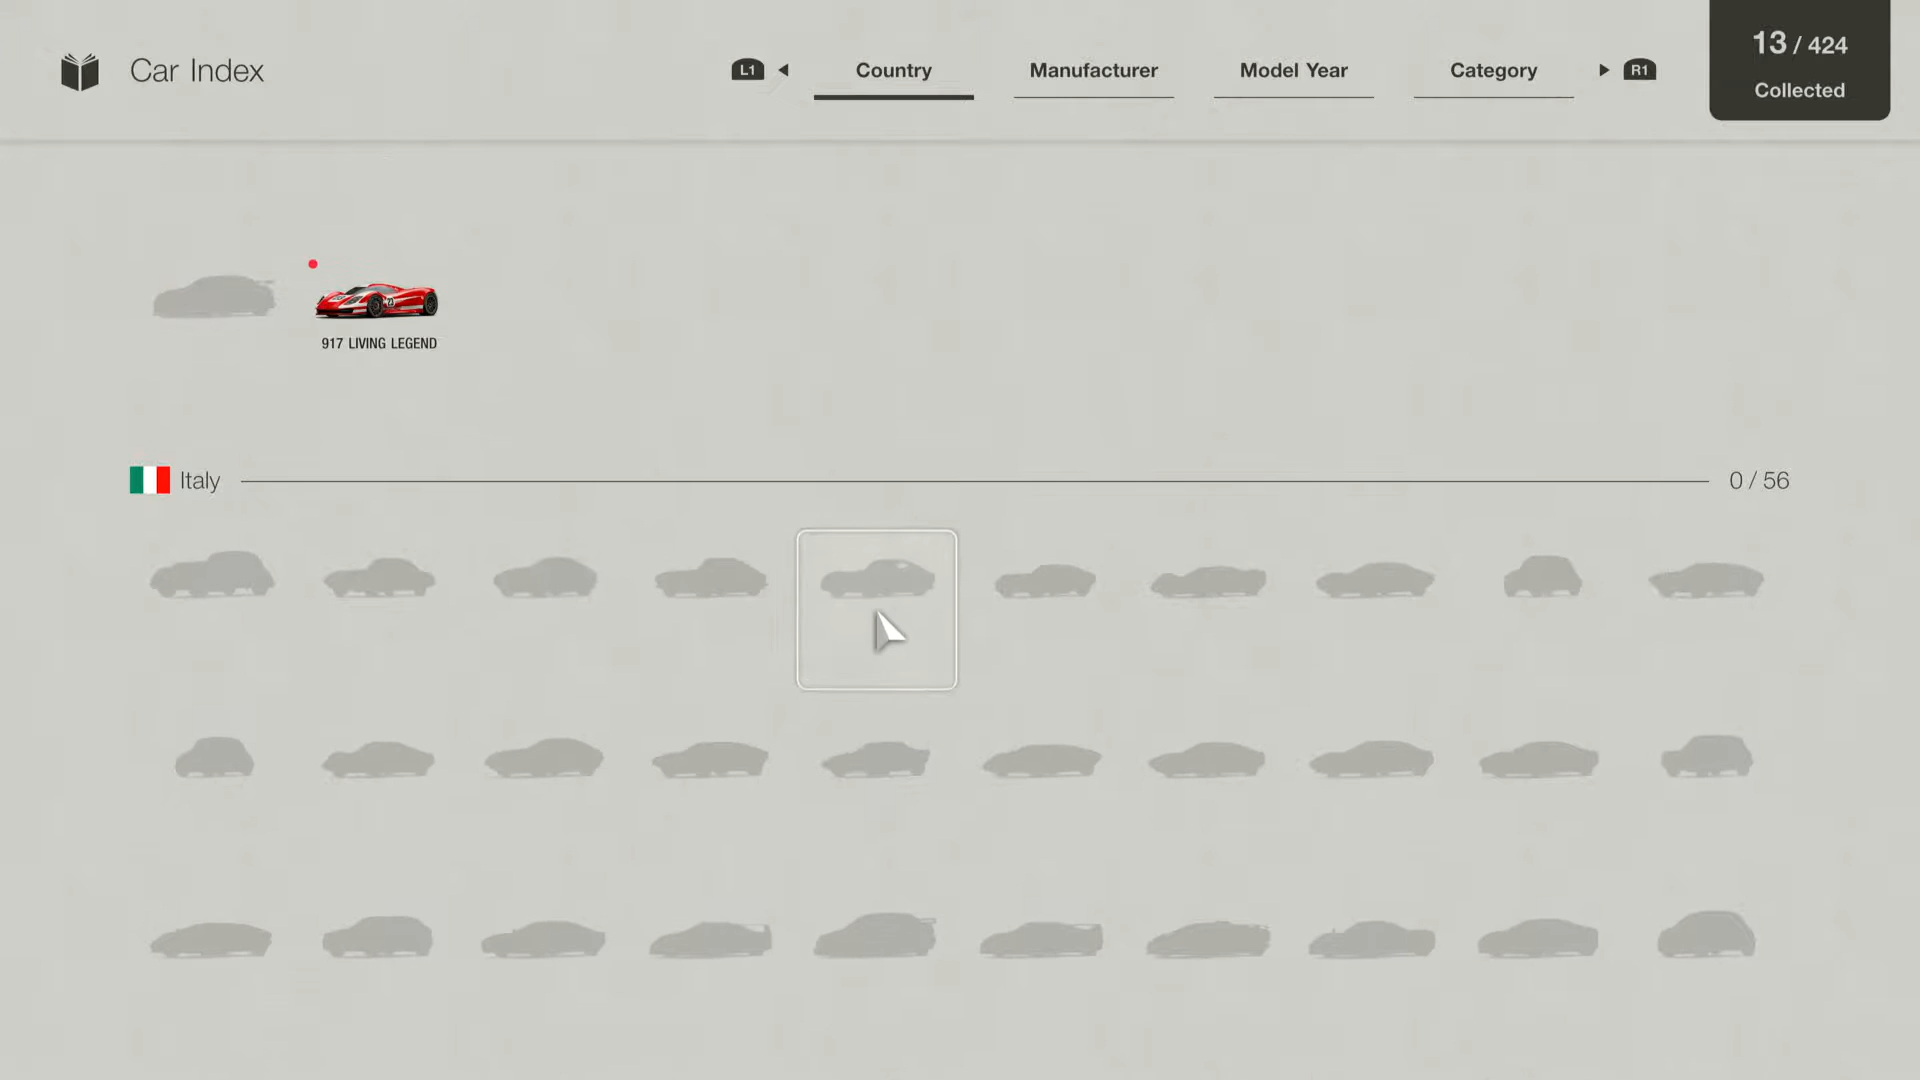 Car Index
L1
Country
Manufacturer
Model Year
Category
R1
13 / 424
Collected
917 LIVING LEGEND
Italy
0 / 56